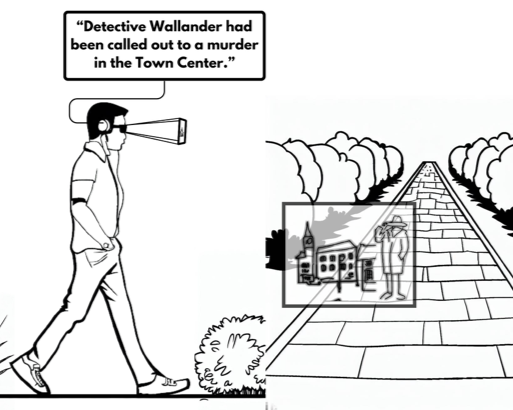 “Detective Wallander had
been called out to a murder
in the Town Center.”